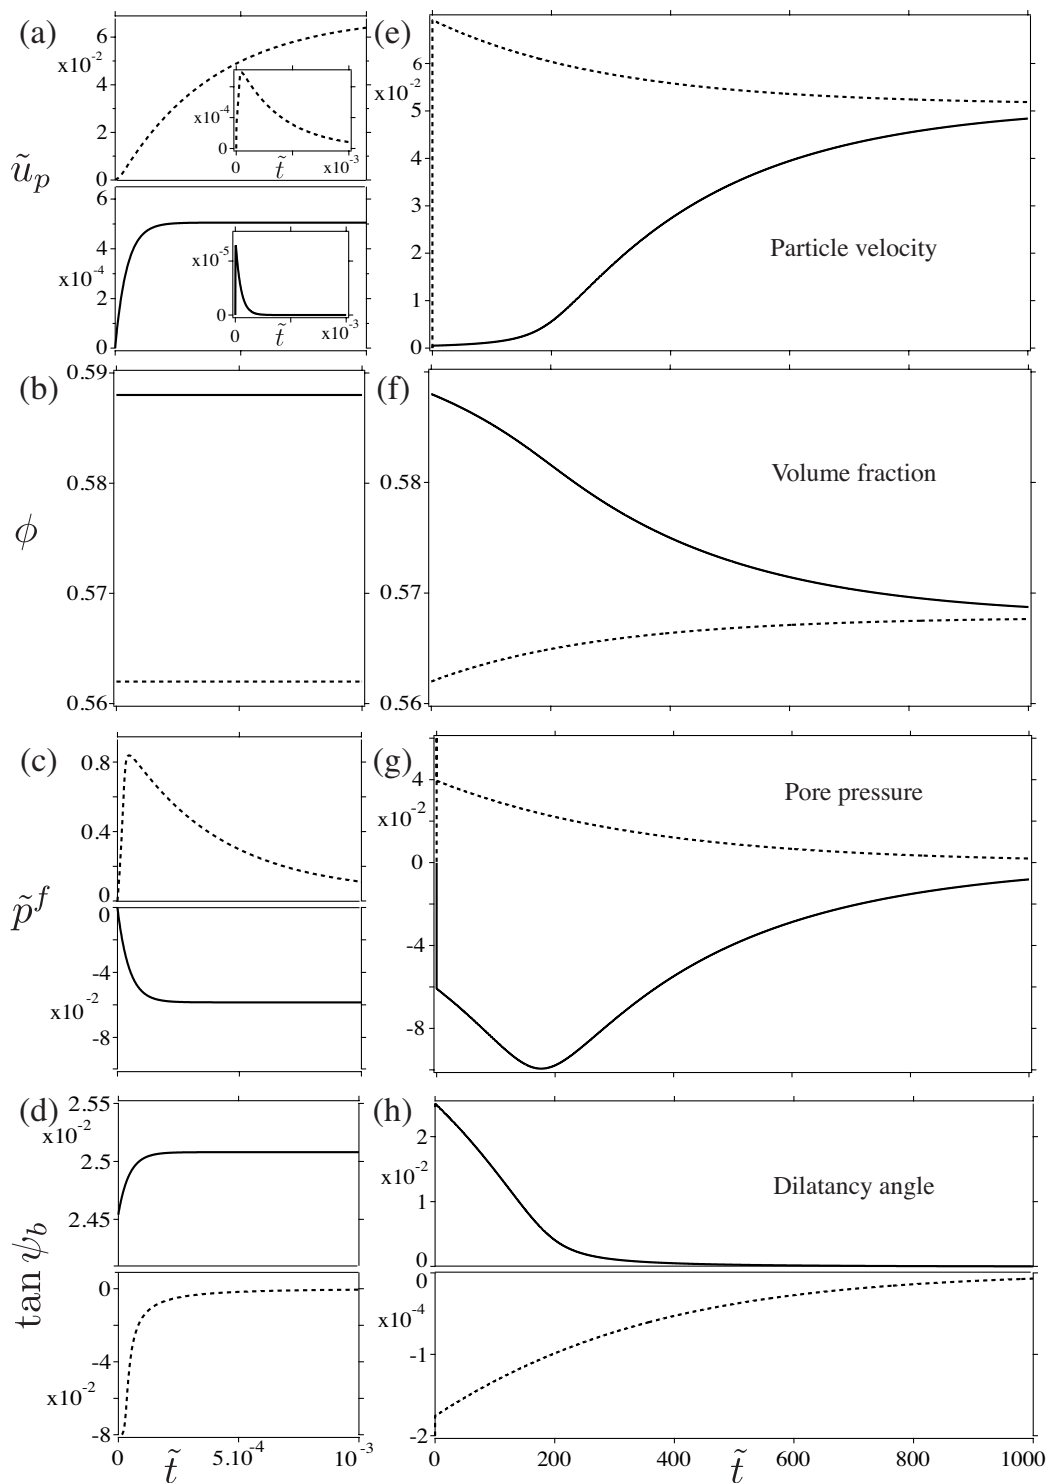 (a)
6
x10-2
4
2
0
x10-4
0
0
t̃
x10-3
ũp
6
4
x10-4
2
0
x10-5
0
0
t̃
x10-3
(e)
6
x10-2
5
4
3
2
1
0
Particle velocity
(b)
0.59
0.58
ϕ
0.57
0.56
(f)
0.58
0.57
0.56
Volume fraction
(c)
0.8
0.4
0
p̃f
0
-4
x10-2
-8
(g)
4
x10-2
0
-4
-8
Pore pressure
(d)
2.55
x10-2
2.5
2.45
tan ψb
0
-4
x10-2
-8
0
5.10-4
10-3
t̃
(h)
2
x10-2
1
0
Dilatancy angle
0
x10-4
-1
-2
0
200
400
600
800
1000
t̃